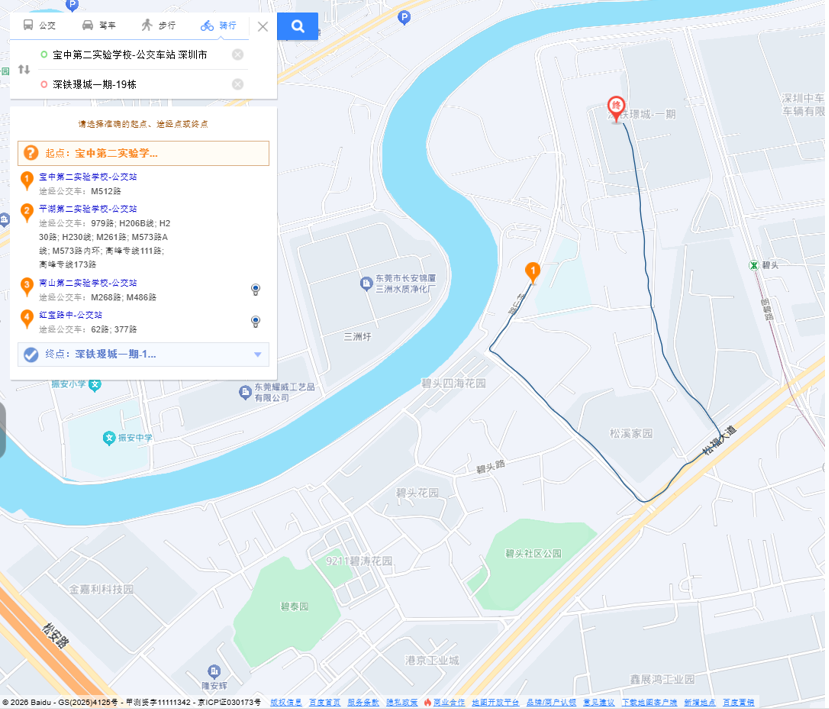 公交 驾车 步行 骑行
宝中第二实验学校-公交车站 深圳市
深铁璟城一期-19栋
请选择准确的起点、途经点或终点
起点：宝中第二实验学...
1 宝中第二实验学校-公交站
途经公交车：M512路
2 平湖第二实验学校-公交站
途经公交车：979路; H206B线; H2
30路; H230线; M261路; M573路A
线; M573路内环; 高峰专线111路;
高峰专线173路
3 南山第二实验学校-公交站
途经公交车：M268路; M486路
4 红宝路中-公交站
途经公交车：62路; 377路
终点：深铁璟城一期-1...
P
P
终
深铁璟城-一期
深圳中车
车辆有限
碧头
1
东莞市长安锦厦
三洲水质净化厂
三洲圩
碧头四海花园
东莞耀威工艺品
有限公司
振安小学
振安中学
松溪家园
松福大道
碧头路
碧头花园
碧头社区公园
9211碧涛花园
金嘉利科技园
碧泰园
松安路
港京工业城
隆安辉
鑫展鸿工业园
© 2026 Baidu - GS(2025)4125号 - 甲测资字11111342 - 京ICP证030173号 版权信息 百度首页 服务条款 隐私政策 商业合作 地图开放平台 品牌/商户认领 意见建议 下载地图客户端 新增地点 百度营销